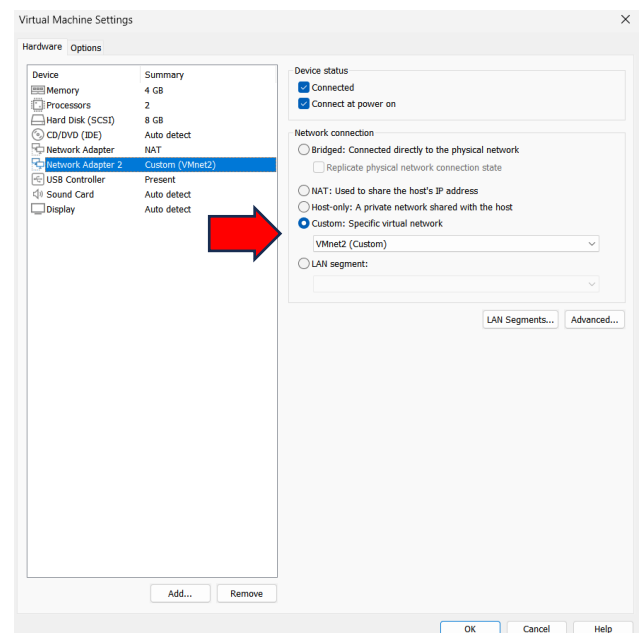 Virtual Machine Settings
Hardware Options
Device Summary
Memory 4 GB
Processors 2
Hard Disk (SCSI) 8 GB
CD/DVD (IDE) Auto detect
Network Adapter NAT
Network Adapter 2 Custom (VMnet2)
USB Controller Present
Sound Card Auto detect
Display Auto detect
Add... Remove
Device status
Connected
Connect at power on
Network connection
Bridged: Connected directly to the physical network
Replicate physical network connection state
NAT: Used to share the host's IP address
Host-only: A private network shared with the host
Custom: Specific virtual network
VMnet2 (Custom)
LAN segment:
LAN Segments... Advanced...
OK Cancel Help